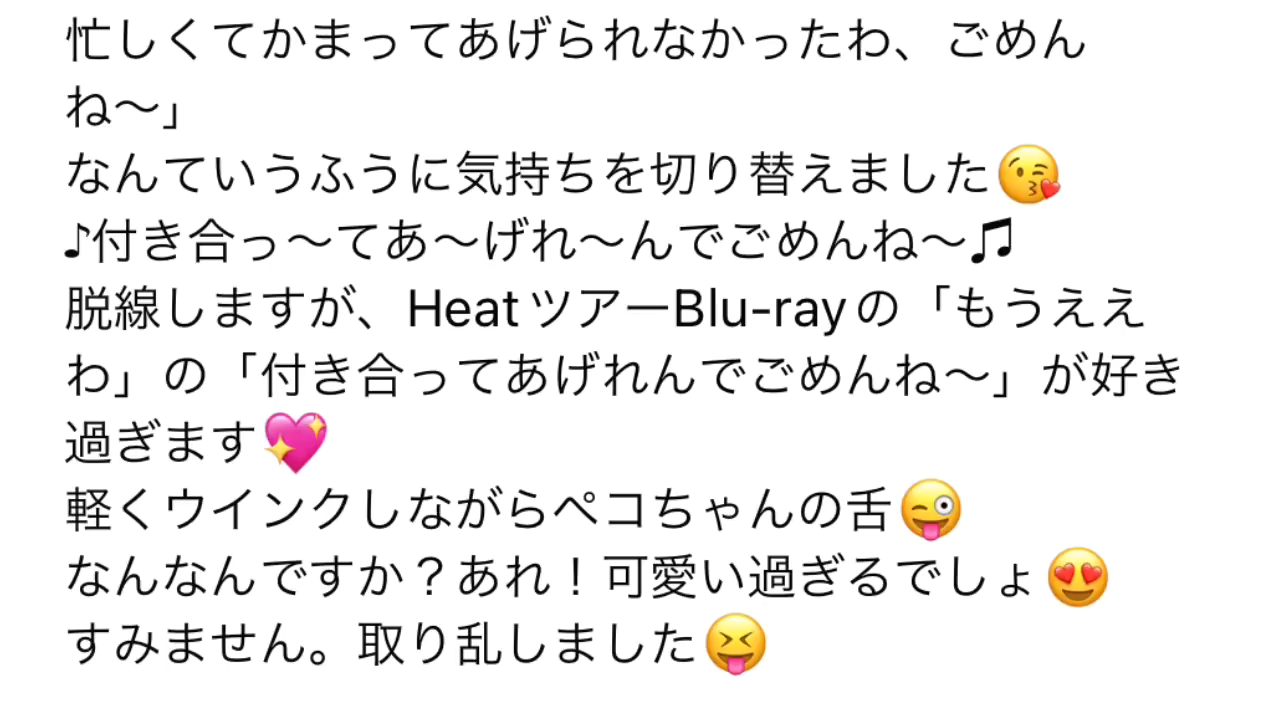 忙しくてかまってあげられなかったわ、ごめん
ね〜」
なんていうふうに気持ちを切り替えました😘
♪付き合っ〜てあ〜げれ〜んでごめんね〜♫
脱線しますが、HeatツアーBlu-rayの「もうええ
わ」の「付き合ってあげれんでごめんね〜」が好き
過ぎます💖
軽くウインクしながらペコちゃんの舌😜
なんなんですか？あれ！可愛い過ぎるでしょ😍
すみません。取り乱しました😝